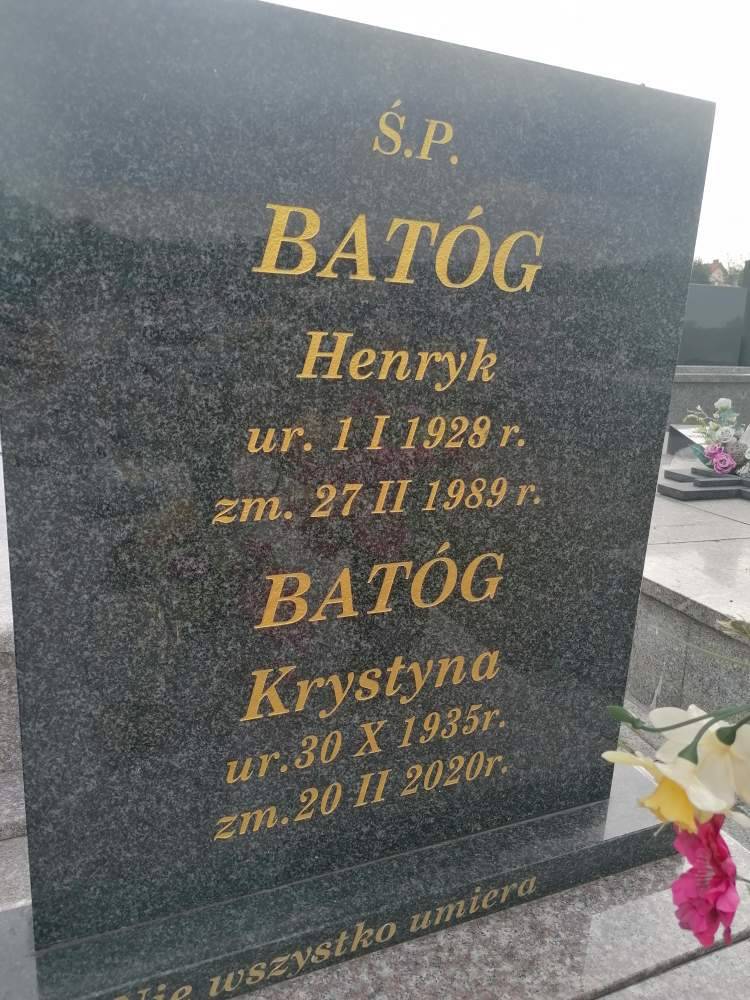 Ś.P.
BATÓG
Henryk
ur. 1 I 1928 r.
zm. 27 II 1989 r.
BATÓG
Krystyna
ur.30 X 1935r.
zm.20 II 2020r.
Nie wszystko umiera